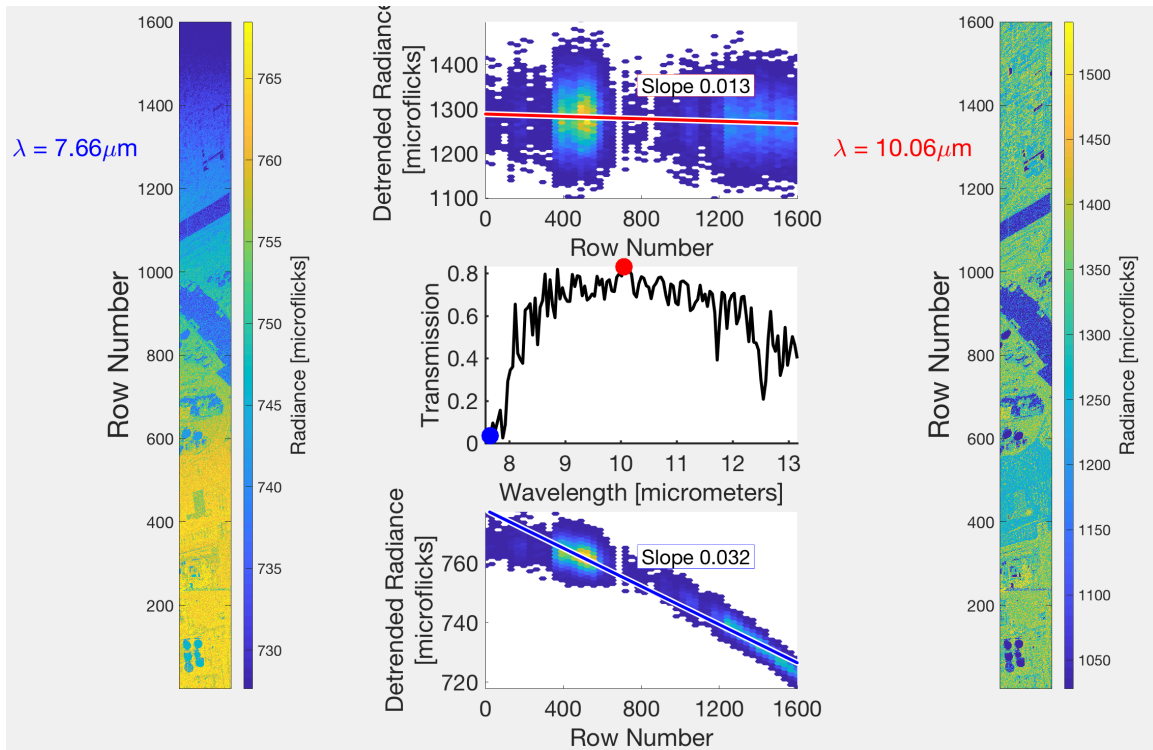 1600
1400
1200
1000
800
600
400
200
Row Number
λ = 7.66μm
765
760
755
750
745
740
735
730
Radiance [microflicks]
Detrended Radiance
[microflicks]
1400
1300
1200
1100
Slope 0.013
0 400 800 1200 1600
Row Number
Transmission
0.8
0.6
0.4
0.2
0
8 9 10 11 12 13
Wavelength [micrometers]
Detrended Radiance
[microflicks]
760
740
720
Slope 0.032
0 400 800 1200 1600
Row Number
λ = 10.06μm
1600
1400
1200
1000
800
600
400
200
Row Number
1500
1450
1400
1350
1300
1250
1200
1150
1100
1050
Radiance [microflicks]